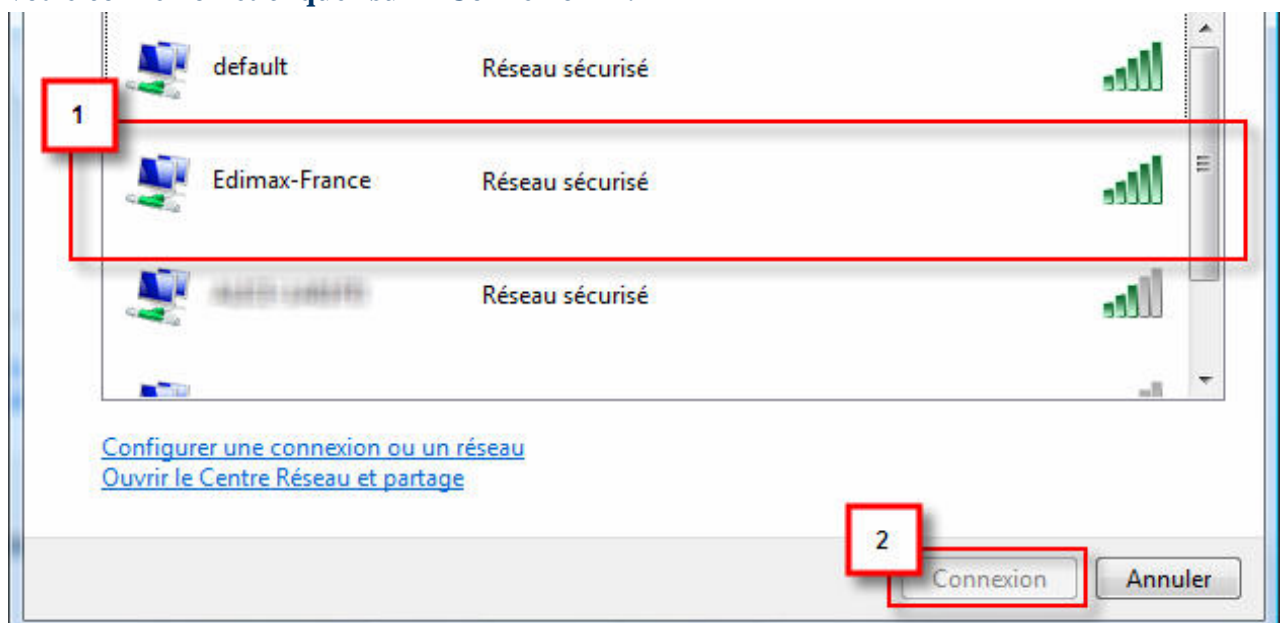 default Réseau sécurisé
1
Edimax-France Réseau sécurisé
Réseau sécurisé
Configurer une connexion ou un réseau
Ouvrir le Centre Réseau et partage
2
Connexion Annuler